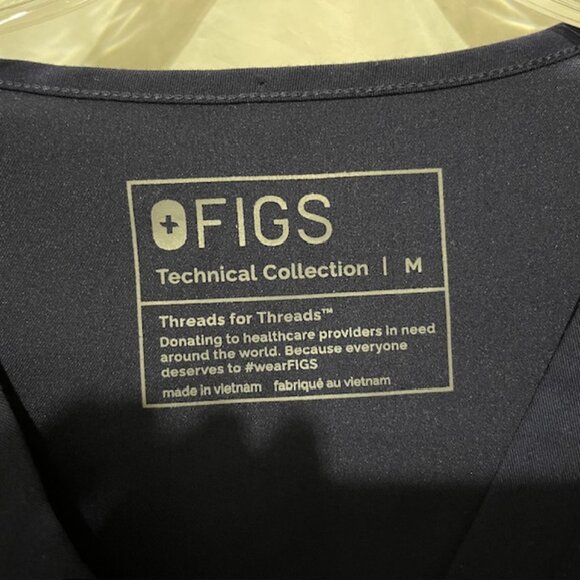 FIGS
Technical Collection | M
Threads for Threads™
Donating to healthcare providers in need
around the world. Because everyone
deserves to #wearFIGS
made in vietnam fabriqué au vietnam